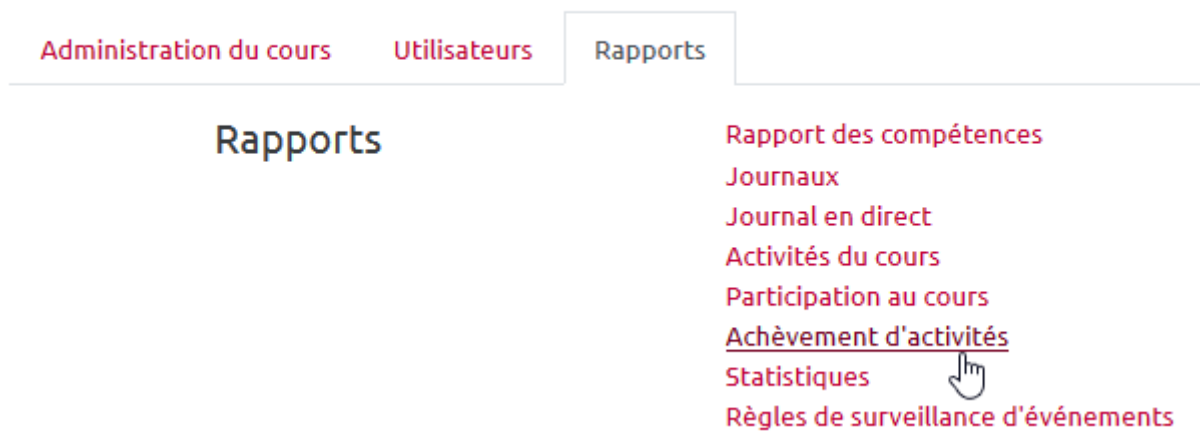 Administration du cours Utilisateurs Rapports
Rapports
Rapport des compétences
Journaux
Journal en direct
Activités du cours
Participation au cours
Achèvement d'activités
Statistiques
Règles de surveillance d'événements